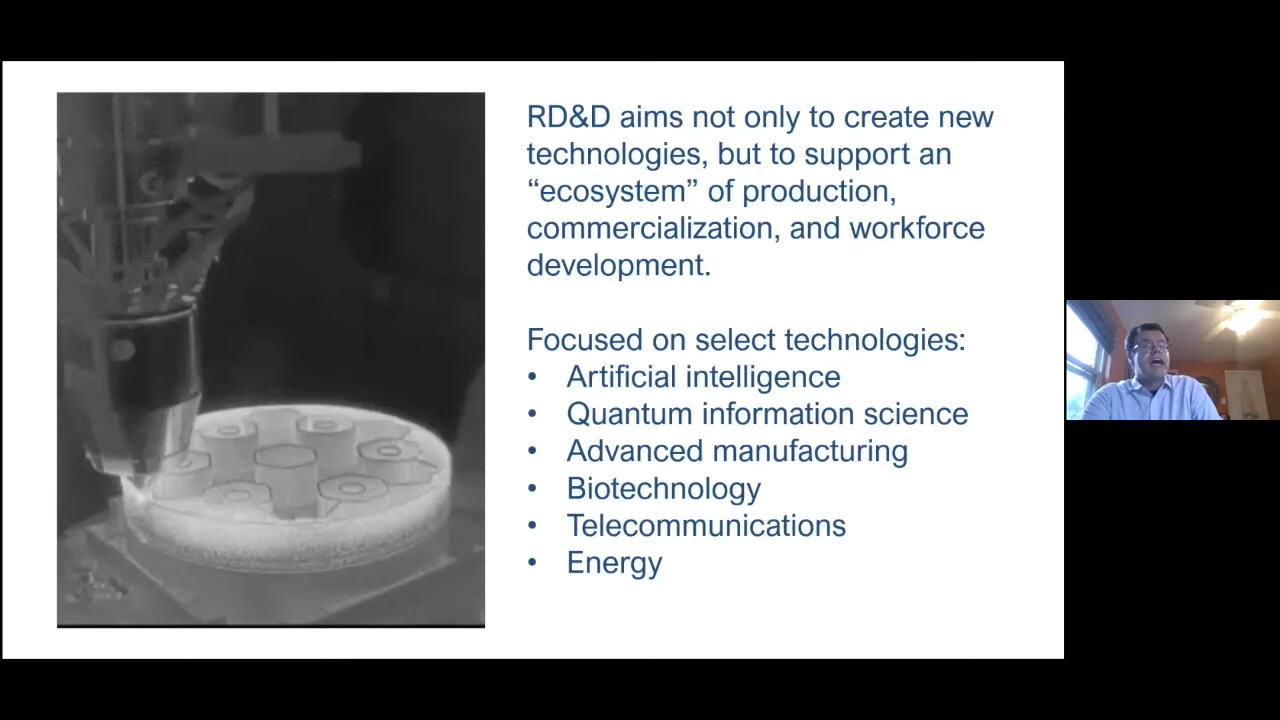 RD&D aims not only to create new
technologies, but to support an
“ecosystem” of production,
commercialization, and workforce
development.
Focused on select technologies:
• Artificial intelligence
• Quantum information science
• Advanced manufacturing
• Biotechnology
• Telecommunications
• Energy